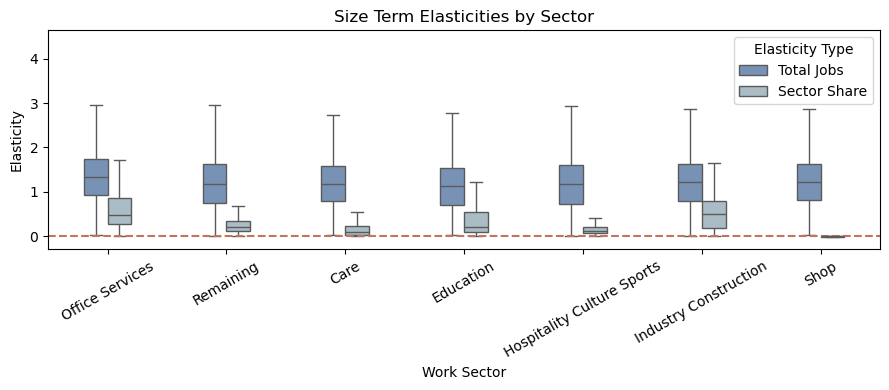 Size Term Elasticities by Sector
Elasticity Type
Total Jobs
Sector Share
Elasticity
4
3
2
1
0
Office Services
Remaining
Care
Education
Hospitality Culture Sports
Industry Construction
Shop
Work Sector